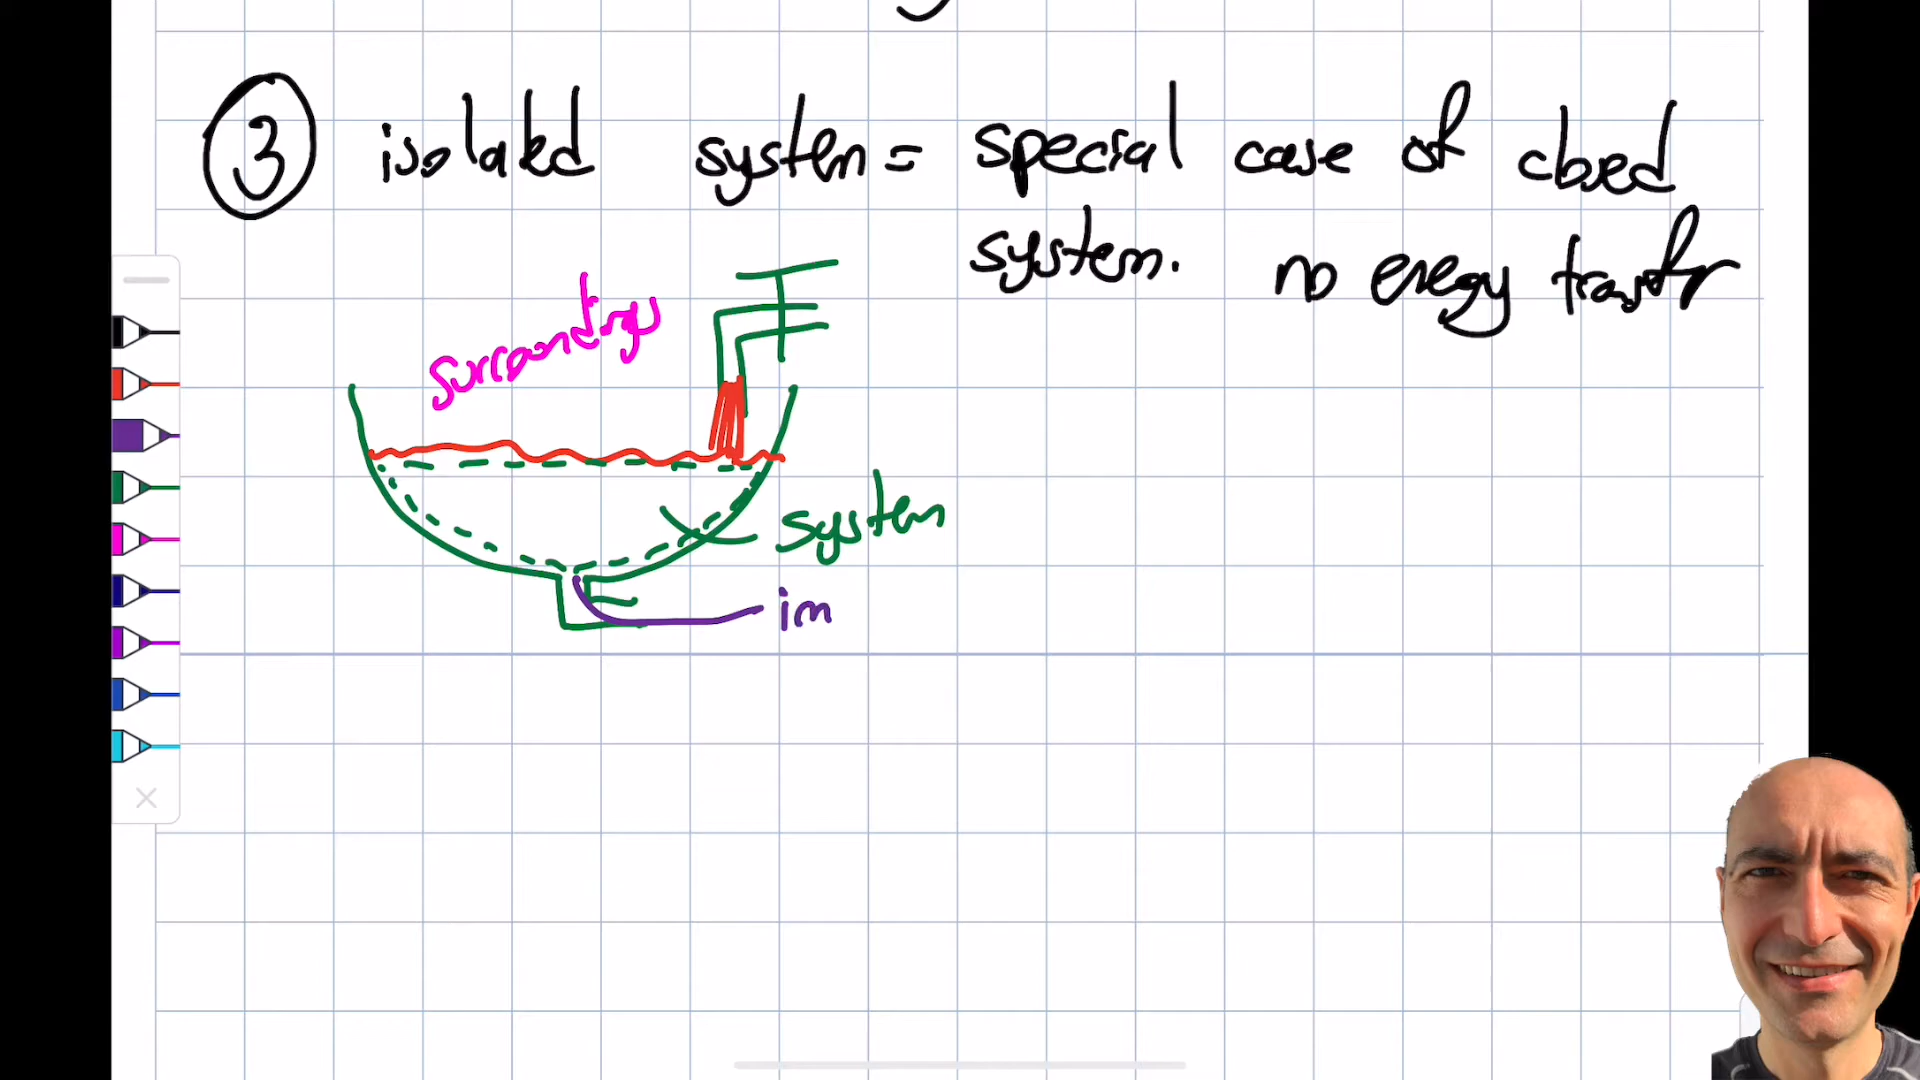 ③ isolated system = special case of closed
system. no energy transfer
surroundings
system
im